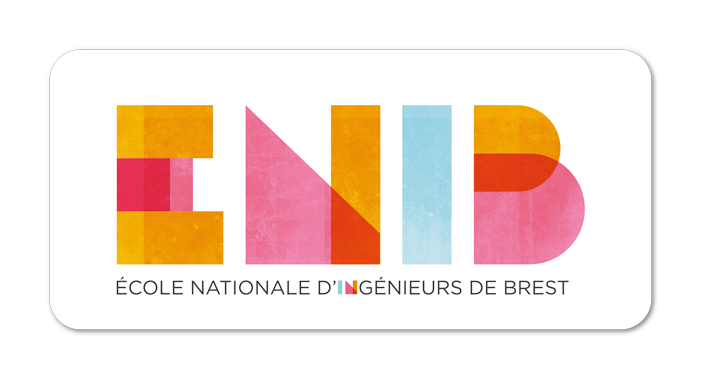 ENIB
ÉCOLE NATIONALE D'INGÉNIEURS DE BREST